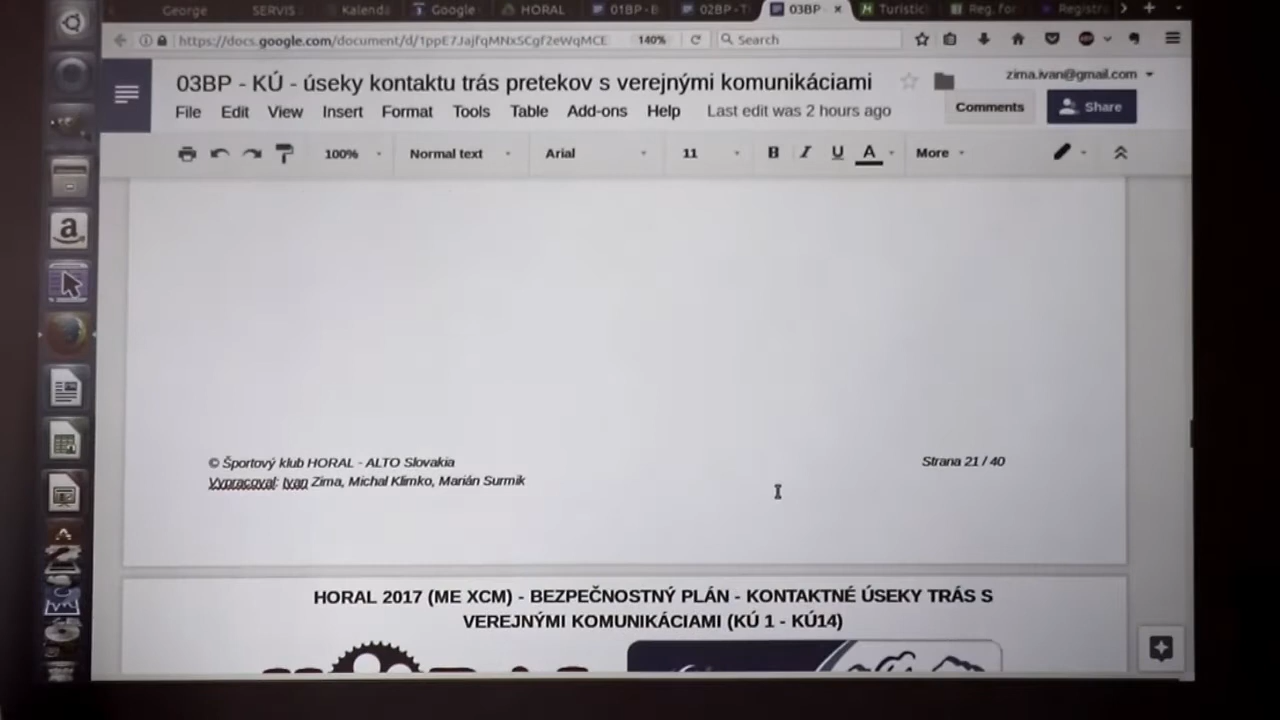 George SERVIS Kalend Google HORAL 01BP - B 02BP - T 03BP Turistic Reg. for Registra
https://docs.google.com/document/d/1ppE7JajfqMNxSCgf2eWqMCE 140% Search
03BP - KÚ - úseky kontaktu trás pretekov s verejnými komunikáciami
zima.ivan@gmail.com
File Edit View Insert Format Tools Table Add-ons Help Last edit was 2 hours ago
Comments Share
100% Normal text Arial 11 B I U A More
© Športový klub HORAL - ALTO Slovakia
Strana 21 / 40
Vypracoval: Ivan Zima, Michal Klimko, Marián Surmik
HORAL 2017 (ME XCM) - BEZPEČNOSTNÝ PLÁN - KONTAKTNÉ ÚSEKY TRÁS S
VEREJNÝMI KOMUNIKÁCIAMI (KÚ 1 - KÚ14)